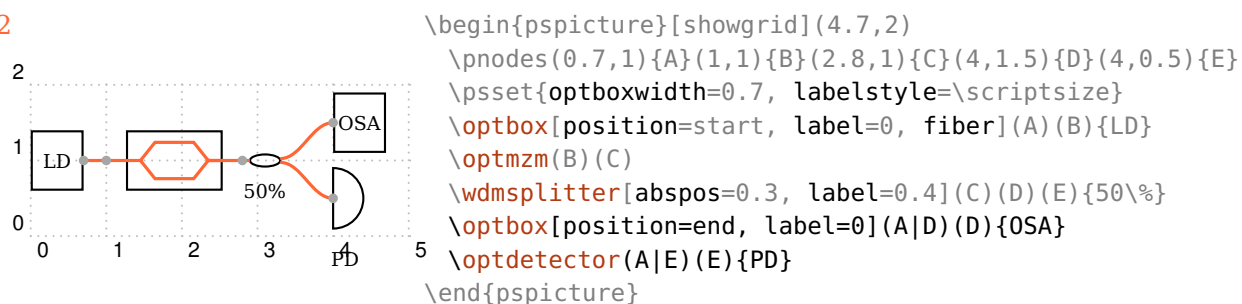 2
2
1
0
LD
OSA
50%
PD
0 1 2 3 4 5
\begin{pspicture}[showgrid](4.7,2)
\pnodes(0.7,1){A}(1,1){B}(2.8,1){C}(4,1.5){D}(4,0.5){E}
\psset{optboxwidth=0.7, labelstyle=\scriptsize}
\optbox[position=start, label=0, fiber](A)(B){LD}
\optmzm(B)(C)
\wdmsplitter[abspos=0.3, label=0.4](C)(D)(E){50\%}
\optbox[position=end, label=0](A|D)(D){OSA}
\optdetector(A|E)(E){PD}
\end{pspicture}